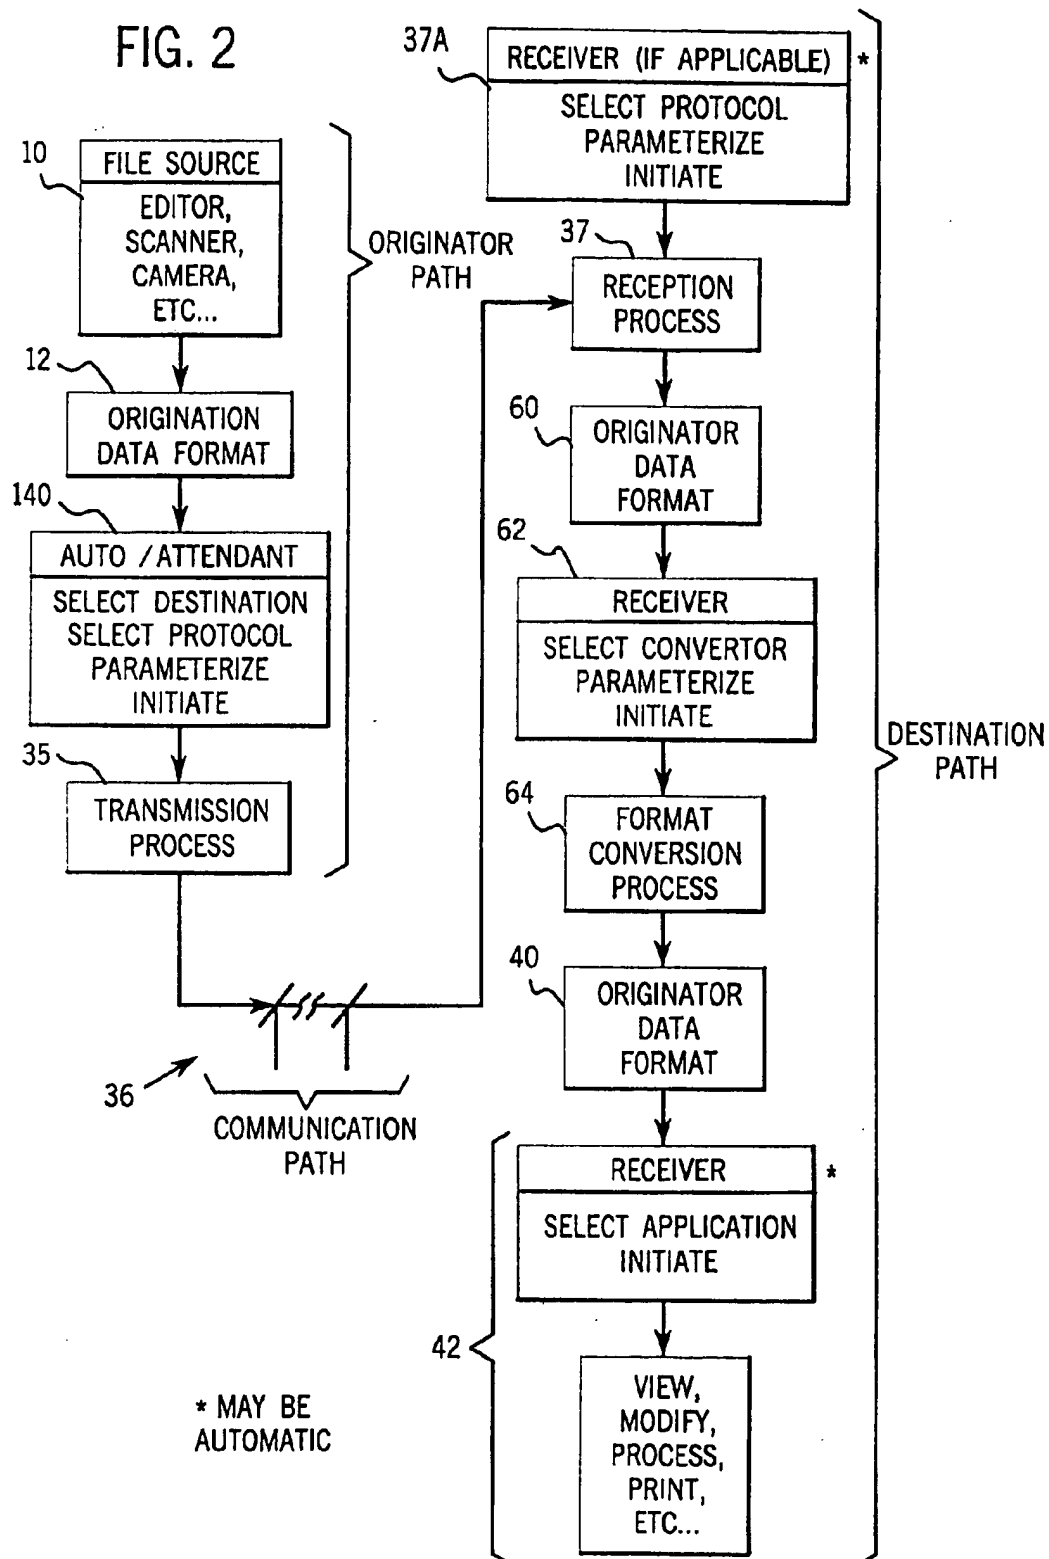 FIG. 2
10
FILE SOURCE
EDITOR,
SCANNER,
CAMERA,
ETC...
12
ORIGINATION
DATA FORMAT
140
AUTO / ATTENDANT
SELECT DESTINATION
SELECT PROTOCOL
PARAMETERIZE
INITIATE
35
TRANSMISSION
PROCESS
ORIGINATOR
PATH
36
COMMUNICATION
PATH
37A
RECEIVER (IF APPLICABLE) *
SELECT PROTOCOL
PARAMETERIZE
INITIATE
37
RECEPTION
PROCESS
60
ORIGINATOR
DATA
FORMAT
62
RECEIVER
SELECT CONVERTOR
PARAMETERIZE
INITIATE
64
FORMAT
CONVERSION
PROCESS
40
ORIGINATOR
DATA
FORMAT
42
RECEIVER *
SELECT APPLICATION
INITIATE
VIEW,
MODIFY,
PROCESS,
PRINT,
ETC...
DESTINATION
PATH
* MAY BE
AUTOMATIC